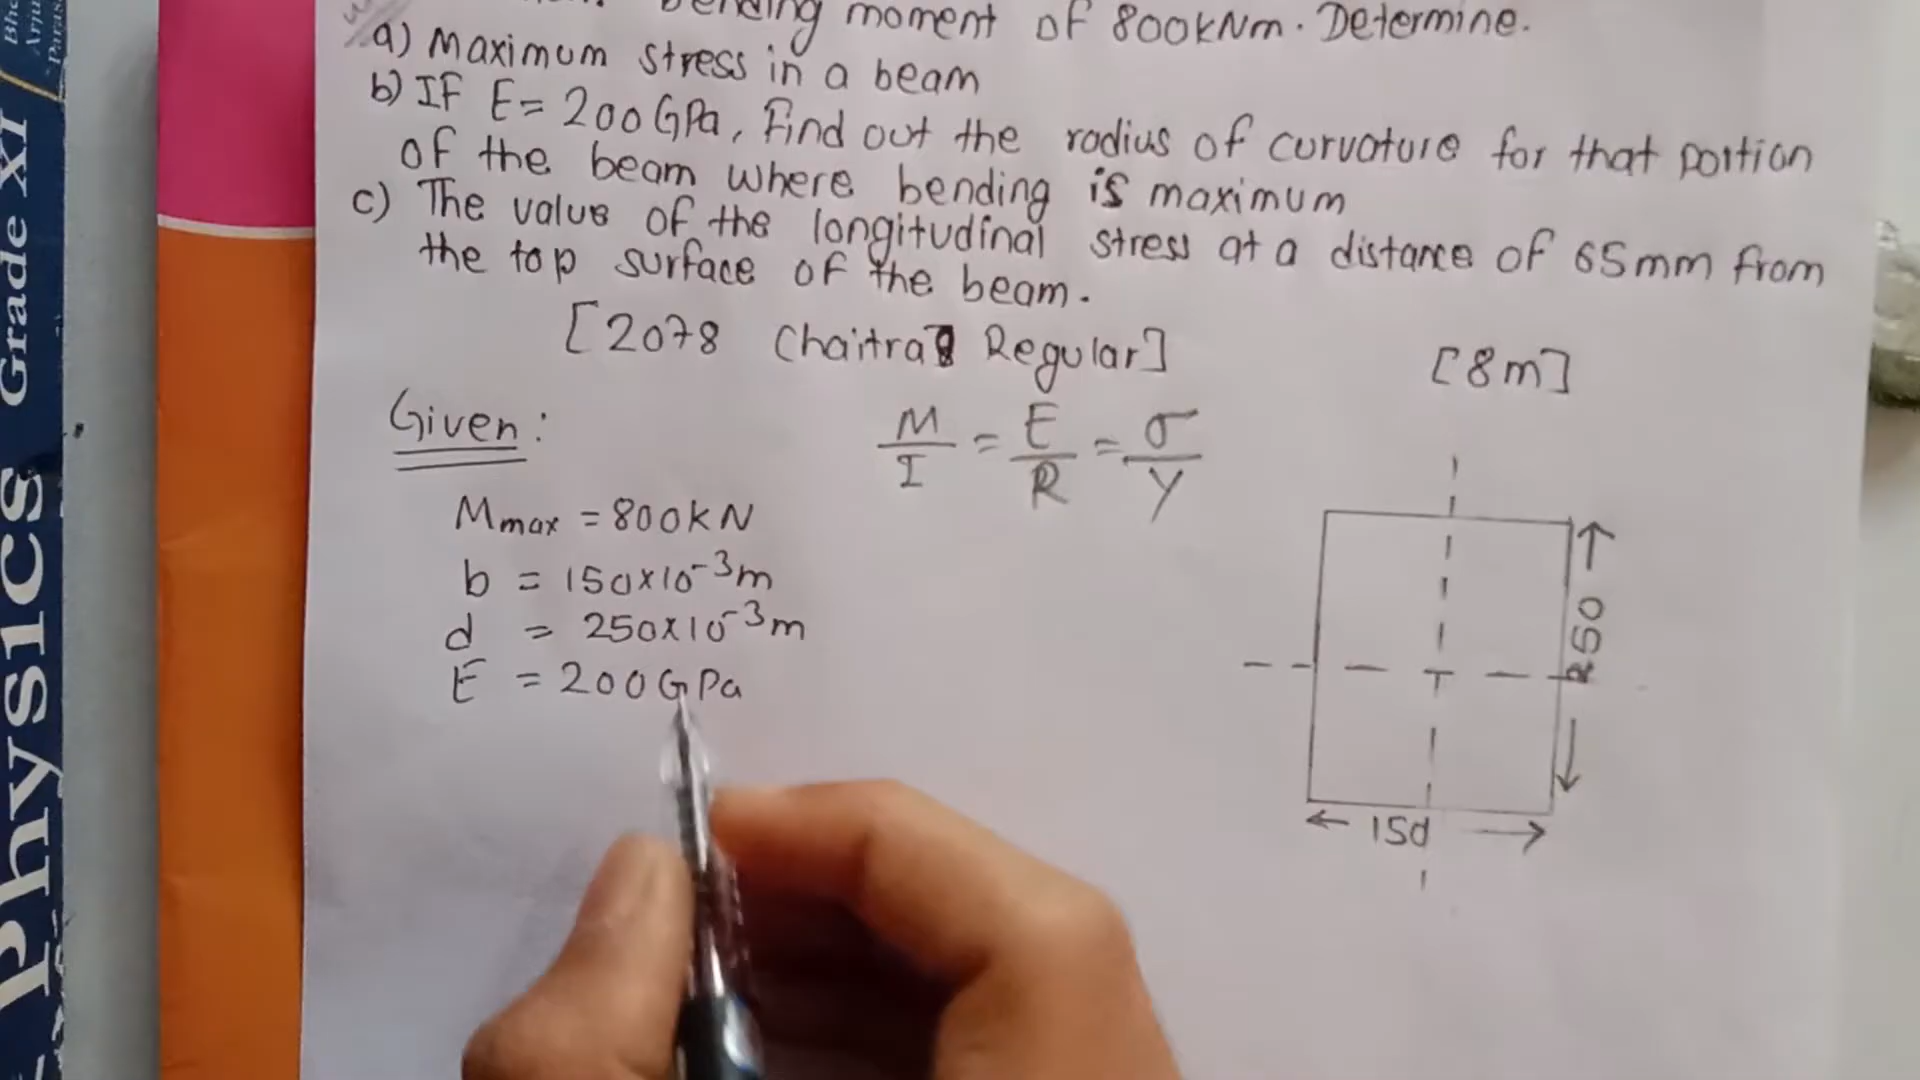 bending moment of 800kNm. Determine.
a) Maximum stress in a beam
b) IF E= 200GPa, Find out the radius of curvature for that portion
of the beam where bending is maximum
c) The value of the longitudinal stress at a distance of 65mm from
the top surface of the beam.
[2078 Chaitra Regular] [8m]
Given:
M/I = E/R = σ/Y
Mmax = 800kN
b = 150×10⁻³m
d = 250×10⁻³m
E = 200GPa
250
150
Physics Grade XI